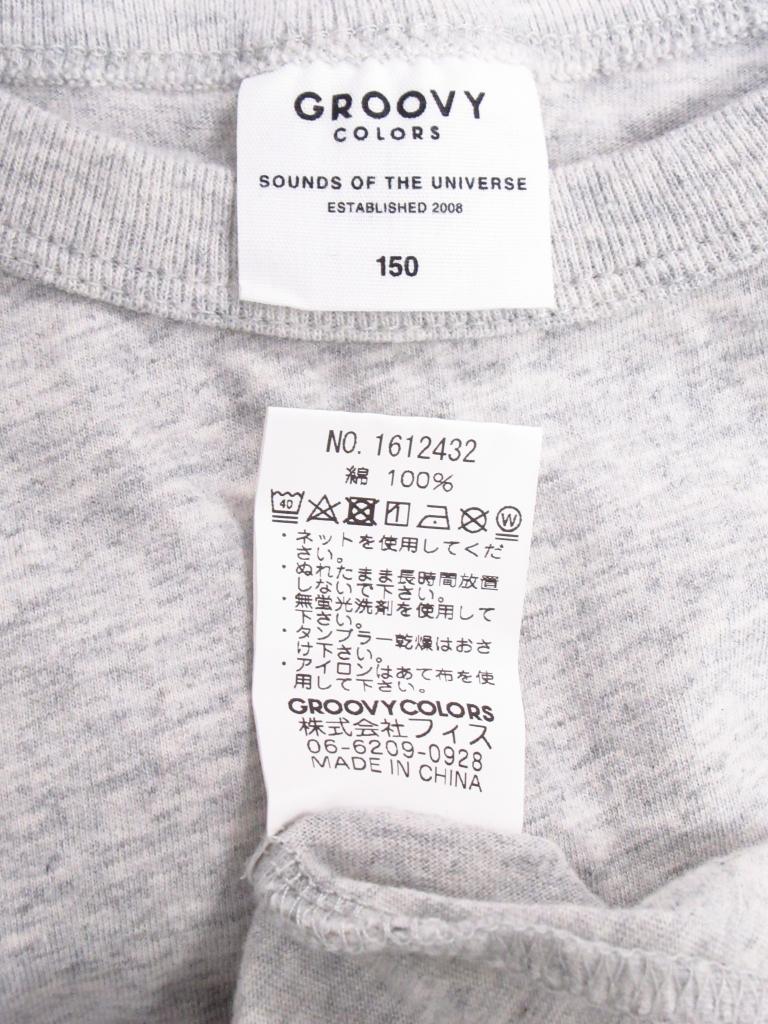 GROOVY
COLORS
SOUNDS OF THE UNIVERSE
ESTABLISHED 2008
150
NO. 1612432
綿 100%
40 W
・ネットを使用してくだ
さい。
・ぬれたまま長時間放置
しないで下さい。
・無蛍光洗剤を使用して
下さい。
・タンブラー乾燥はおさ
け下さい。
・アイロンはあて布を使
用して下さい。
GROOVYCOLORS
株式会社フィス
06-6209-0928
MADE IN CHINA